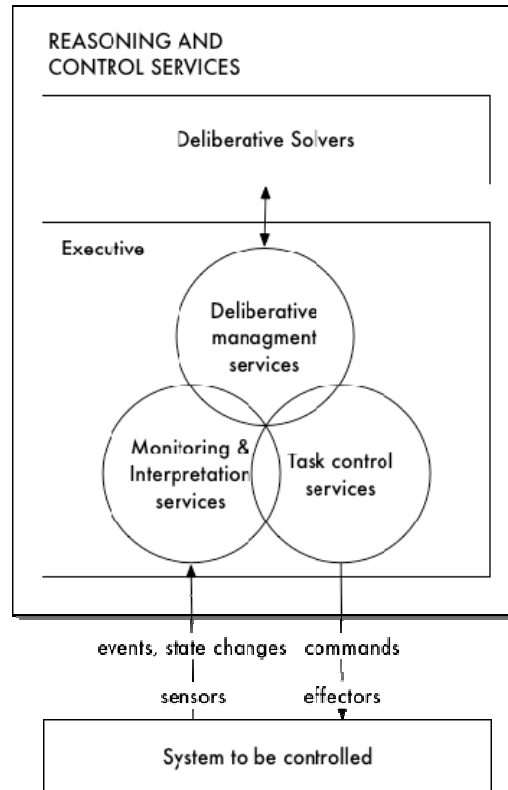 REASONING AND
CONTROL SERVICES
Deliberative Solvers
Executive
Deliberative
managment
services
Monitoring &
Interpretation
services
Task control
services
events, state changes
commands
sensors
effectors
System to be controlled